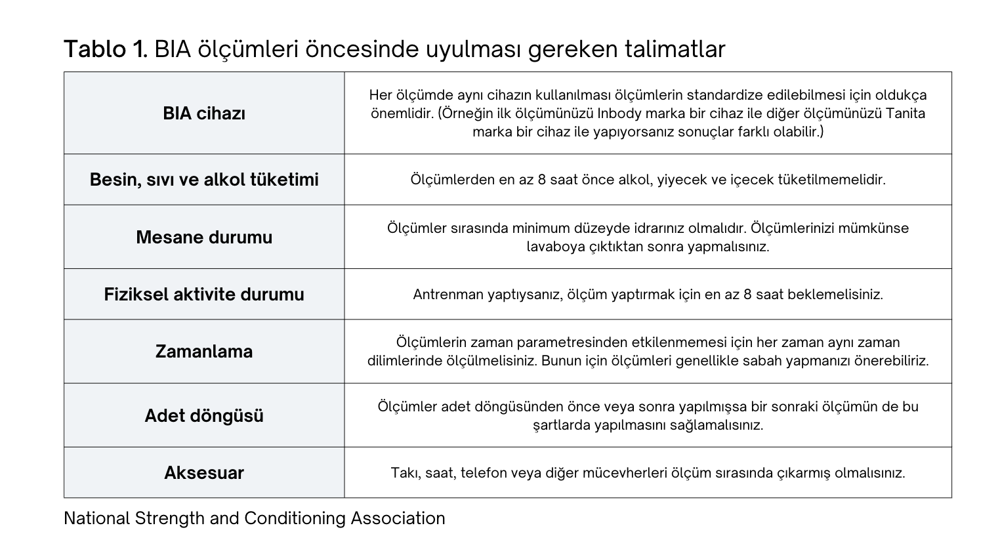 Tablo 1. BIA ölçümleri öncesinde uyulması gereken talimatlar
BIA cihazı
Her ölçümde aynı cihazın kullanılması ölçümlerin standardize edilebilmesi için oldukça
önemlidir. (Örneğin ilk ölçümünüzü Inbody marka bir cihaz ile diğer ölçümünüzü Tanita
marka bir cihaz ile yapıyorsanız sonuçlar farklı olabilir.)
Besin, sıvı ve alkol tüketimi
Ölçümlerden en az 8 saat önce alkol, yiyecek ve içecek tüketilmemelidir.
Mesane durumu
Ölçümler sırasında minimum düzeyde idrarınız olmalıdır. Ölçümlerinizi mümkünse
lavaboya çıktıktan sonra yapmalısınız.
Fiziksel aktivite durumu
Antrenman yaptıysanız, ölçüm yaptırmak için en az 8 saat beklemelisiniz.
Zamanlama
Ölçümlerin zaman parametresinden etkilenmemesi için her zaman aynı zaman
dilimlerinde ölçülmelisiniz. Bunun için ölçümleri genellikle sabah yapmanızı önerebiliriz.
Adet döngüsü
Ölçümler adet döngüsünden önce veya sonra yapılmışsa bir sonraki ölçümün de bu
şartlarda yapılmasını sağlamalısınız.
Aksesuar
Takı, saat, telefon veya diğer mücevherleri ölçüm sırasında çıkarmış olmalısınız.
National Strength and Conditioning Association